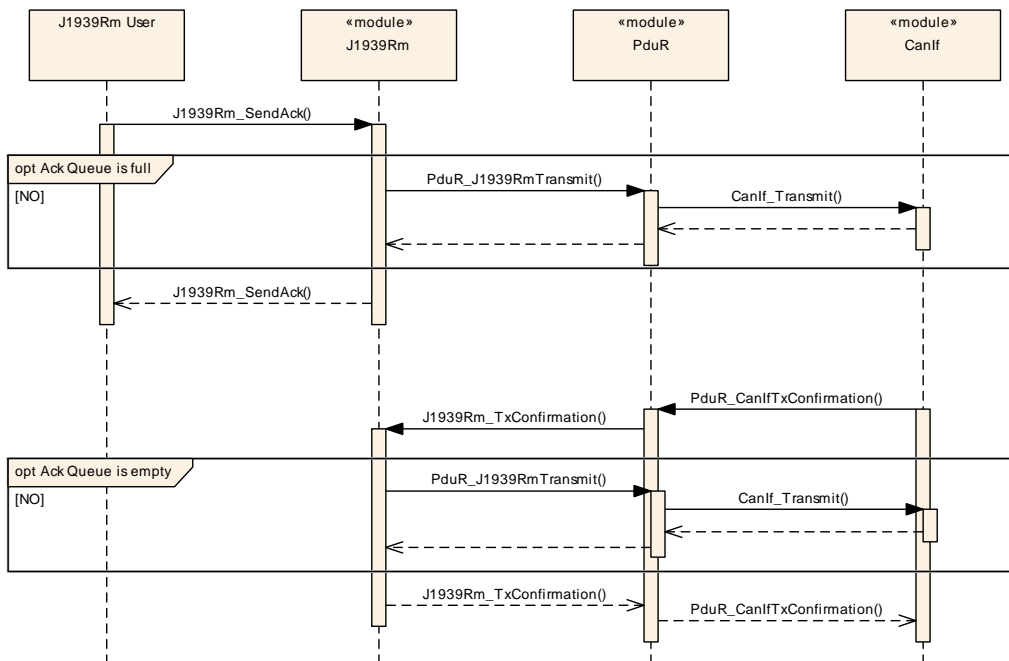 J1939Rm User
«module»
J1939Rm
«module»
PduR
«module»
CanIf
J1939Rm_SendAck()
opt Ack Queue is full
[NO]
PduR_J1939RmTransmit()
CanIf_Transmit()
J1939Rm_SendAck()
PduR_CanIfTxConfirmation()
J1939Rm_TxConfirmation()
opt Ack Queue is empty
[NO]
PduR_J1939RmTransmit()
CanIf_Transmit()
J1939Rm_TxConfirmation()
PduR_CanIfTxConfirmation()